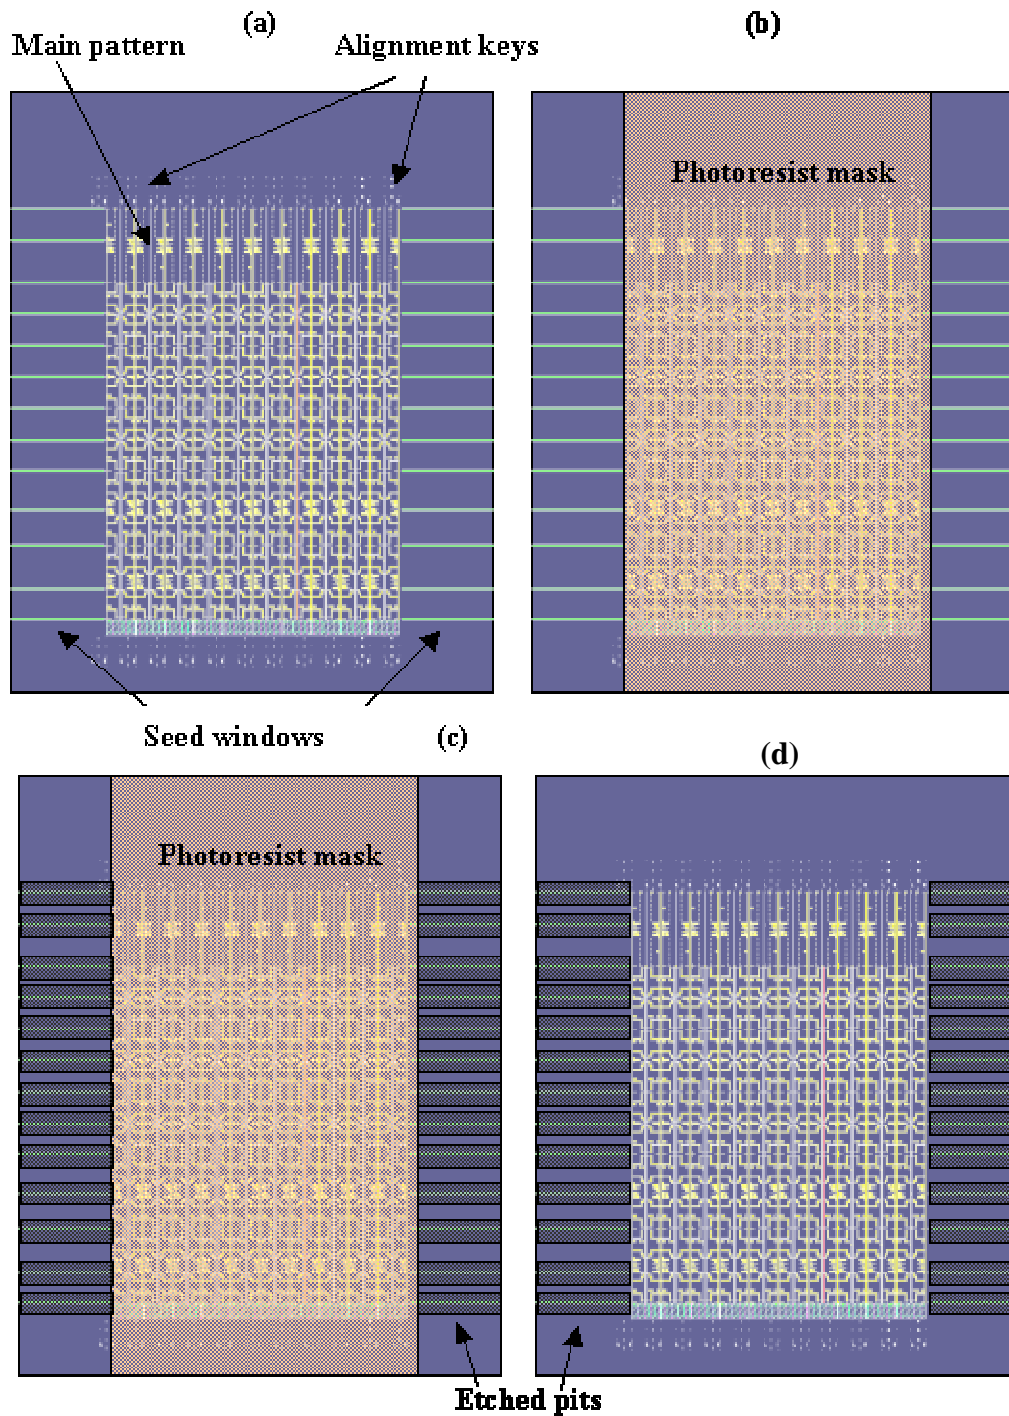 (a)
(b)
Main pattern
Alignment keys
Photoresist mask
Seed windows
(c)
(d)
Photoresist mask
Etched pits